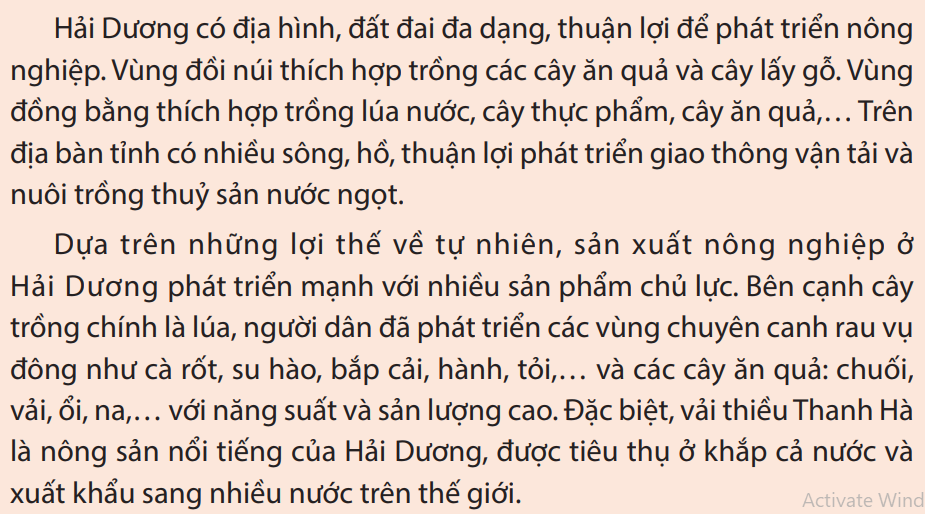 Hải Dương có địa hình, đất đai đa dạng, thuận lợi để phát triển nông
nghiệp. Vùng đồi núi thích hợp trồng các cây ăn quả và cây lấy gỗ. Vùng
đồng bằng thích hợp trồng lúa nước, cây thực phẩm, cây ăn quả,… Trên
địa bàn tỉnh có nhiều sông, hồ, thuận lợi phát triển giao thông vận tải và
nuôi trồng thuỷ sản nước ngọt.
Dựa trên những lợi thế về tự nhiên, sản xuất nông nghiệp ở
Hải Dương phát triển mạnh với nhiều sản phẩm chủ lực. Bên cạnh cây
trồng chính là lúa, người dân đã phát triển các vùng chuyên canh rau vụ
đông như cà rốt, su hào, bắp cải, hành, tỏi,… và các cây ăn quả: chuối,
vải, ổi, na,… với năng suất và sản lượng cao. Đặc biệt, vải thiều Thanh Hà
là nông sản nổi tiếng của Hải Dương, được tiêu thụ ở khắp cả nước và
xuất khẩu sang nhiều nước trên thế giới.
Activate Wind